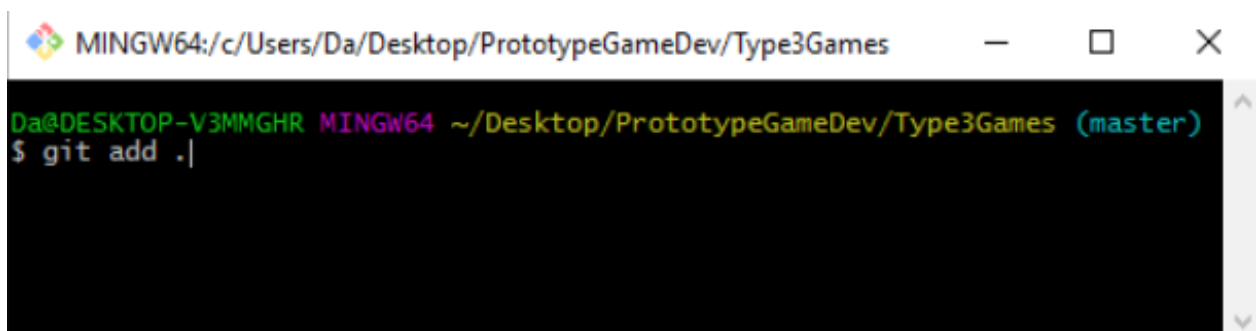 MINGW64:/c/Users/Da/Desktop/PrototypeGameDev/Type3Games
Da@DESKTOP-V3MMGHR MINGW64 ~/Desktop/PrototypeGameDev/Type3Games (master)
$ git add .